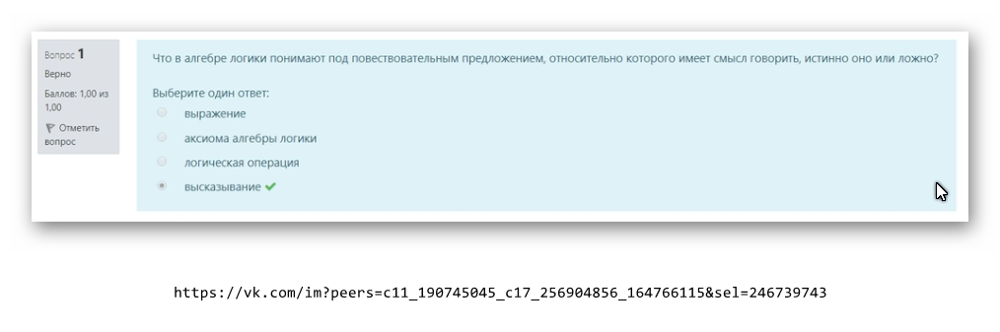 Вопрос 1
Верно
Баллов: 1,00 из
1,00
Отметить
вопрос
Что в алгебре логики понимают под повествовательным предложением, относительно которого имеет смысл говорить, истинно оно или ложно?
Выберите один ответ:
выражение
аксиома алгебры логики
логическая операция
высказывание
https://vk.com/im?peers=c11_190745045_c17_256904856_164766115&sel=246739743